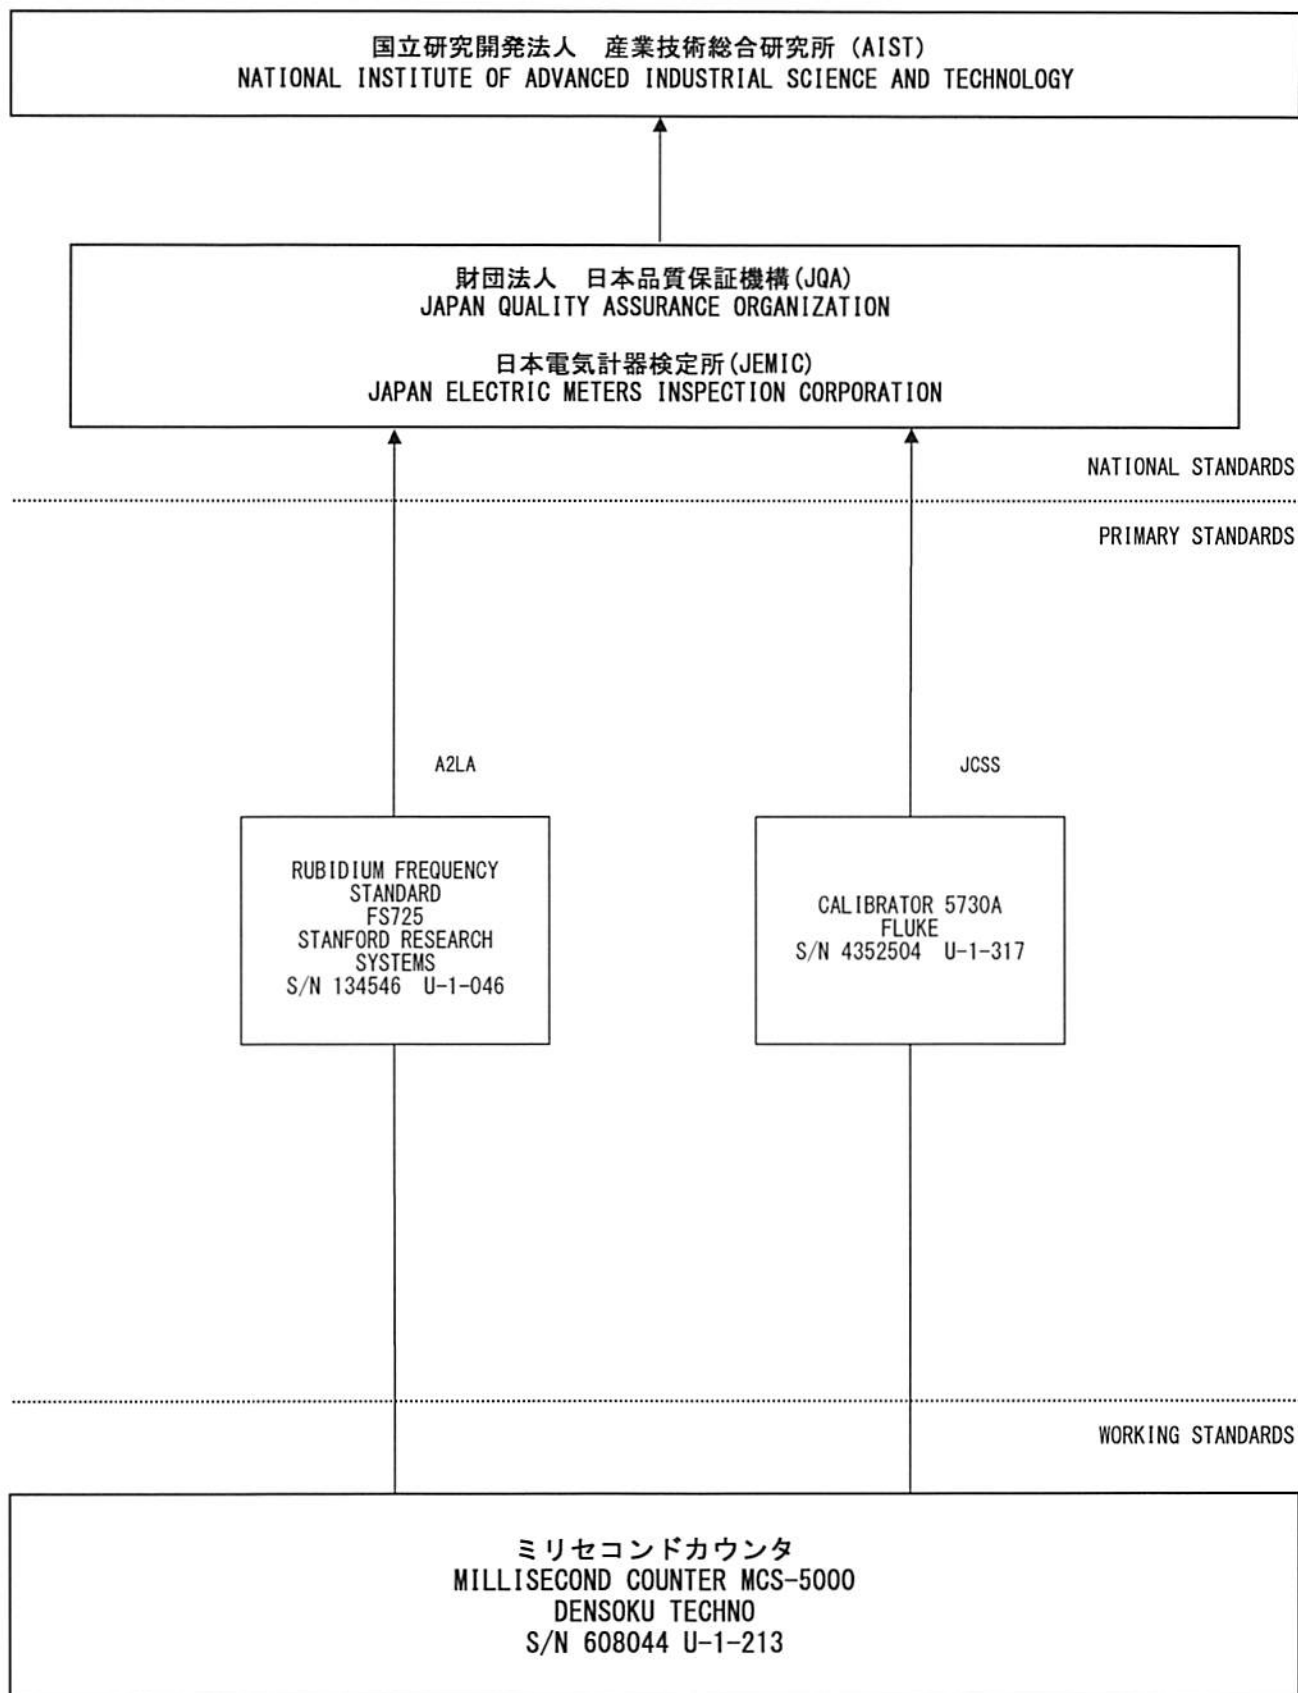 国立研究開発法人　産業技術総合研究所 (AIST)
NATIONAL INSTITUTE OF ADVANCED INDUSTRIAL SCIENCE AND TECHNOLOGY
財団法人　日本品質保証機構(JQA)
JAPAN QUALITY ASSURANCE ORGANIZATION
日本電気計器検定所(JEMIC)
JAPAN ELECTRIC METERS INSPECTION CORPORATION
NATIONAL STANDARDS
PRIMARY STANDARDS
A2LA
JCSS
RUBIDIUM FREQUENCY
STANDARD
FS725
STANFORD RESEARCH
SYSTEMS
S/N 134546  U-1-046
CALIBRATOR 5730A
FLUKE
S/N 4352504  U-1-317
WORKING STANDARDS
ミリセコンドカウンタ
MILLISECOND COUNTER MCS-5000
DENSOKU TECHNO
S/N 608044 U-1-213